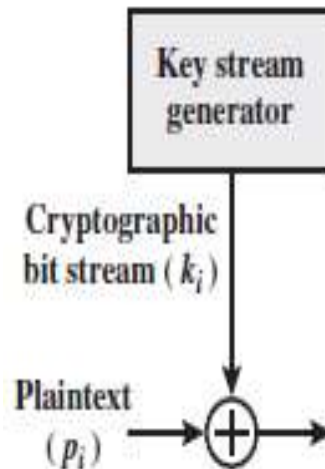 Key stream
generator
Cryptographic
bit stream (kᵢ)
Plaintext
(pᵢ)